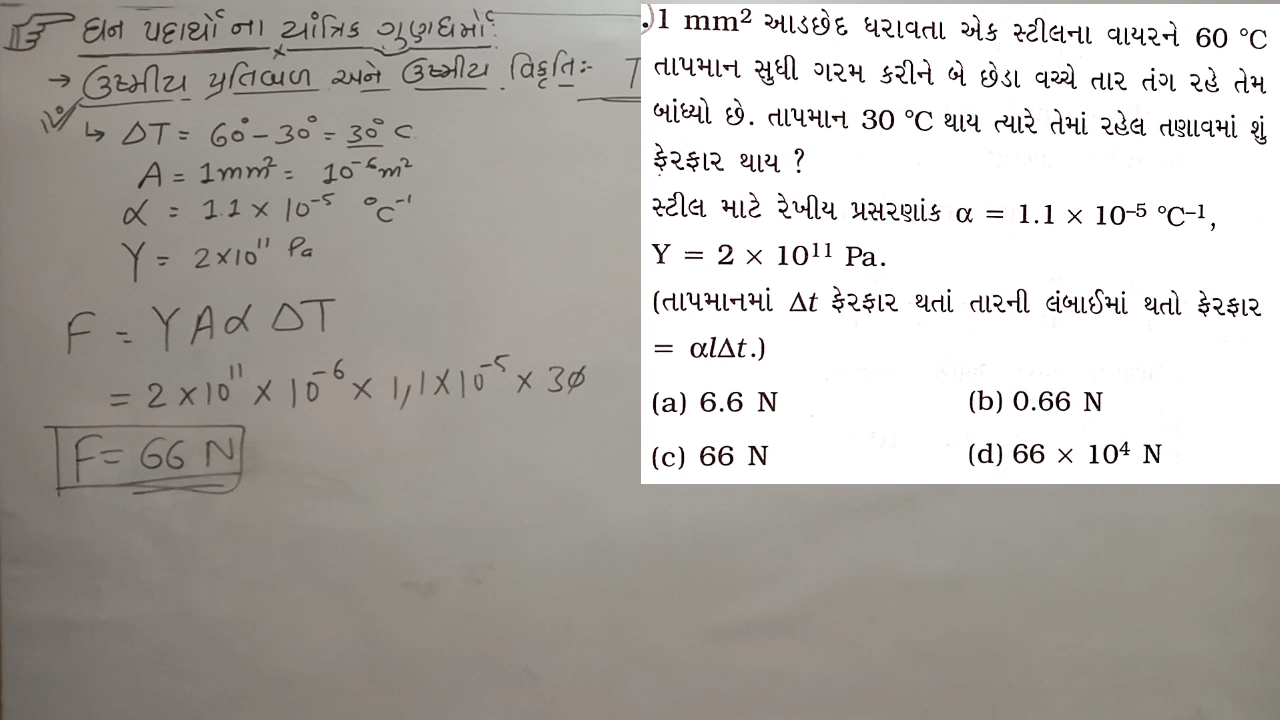 ઘન પદાર્થોના યાંત્રિક ગુણધર્મો:
→ ઉષ્મીય પ્રતિબળ અને ઉષ્મીય વિકૃતિ:- T
↳ ΔT = 60° - 30° = 30° C
A = 1mm² = 10⁻⁶m²
α = 1.1 × 10⁻⁵ °C⁻¹
Y = 2×10¹¹ Pa
F = YAα ΔT
= 2 × 10¹¹ × 10⁻⁶ × 1.1 × 10⁻⁵ × 30
F = 66 N
.)1 mm² આડછેદ ધરાવતા એક સ્ટીલના વાયરને 60 °C
તાપમાન સુધી ગરમ કરીને બે છેડા વચ્ચે તાર તંગ રહે તેમ
બાંધ્યો છે. તાપમાન 30 °C થાય ત્યારે તેમાં રહેલ તણાવમાં શું
ફેરફાર થાય ?
સ્ટીલ માટે રેખીય પ્રસરણાંક α = 1.1 × 10⁻⁵ °C⁻¹,
Y = 2 × 10¹¹ Pa.
(તાપમાનમાં Δt ફેરફાર થતાં તારની લંબાઈમાં થતો ફેરફાર
= αlΔt.)
(a) 6.6 N (b) 0.66 N
(c) 66 N (d) 66 × 10⁴ N